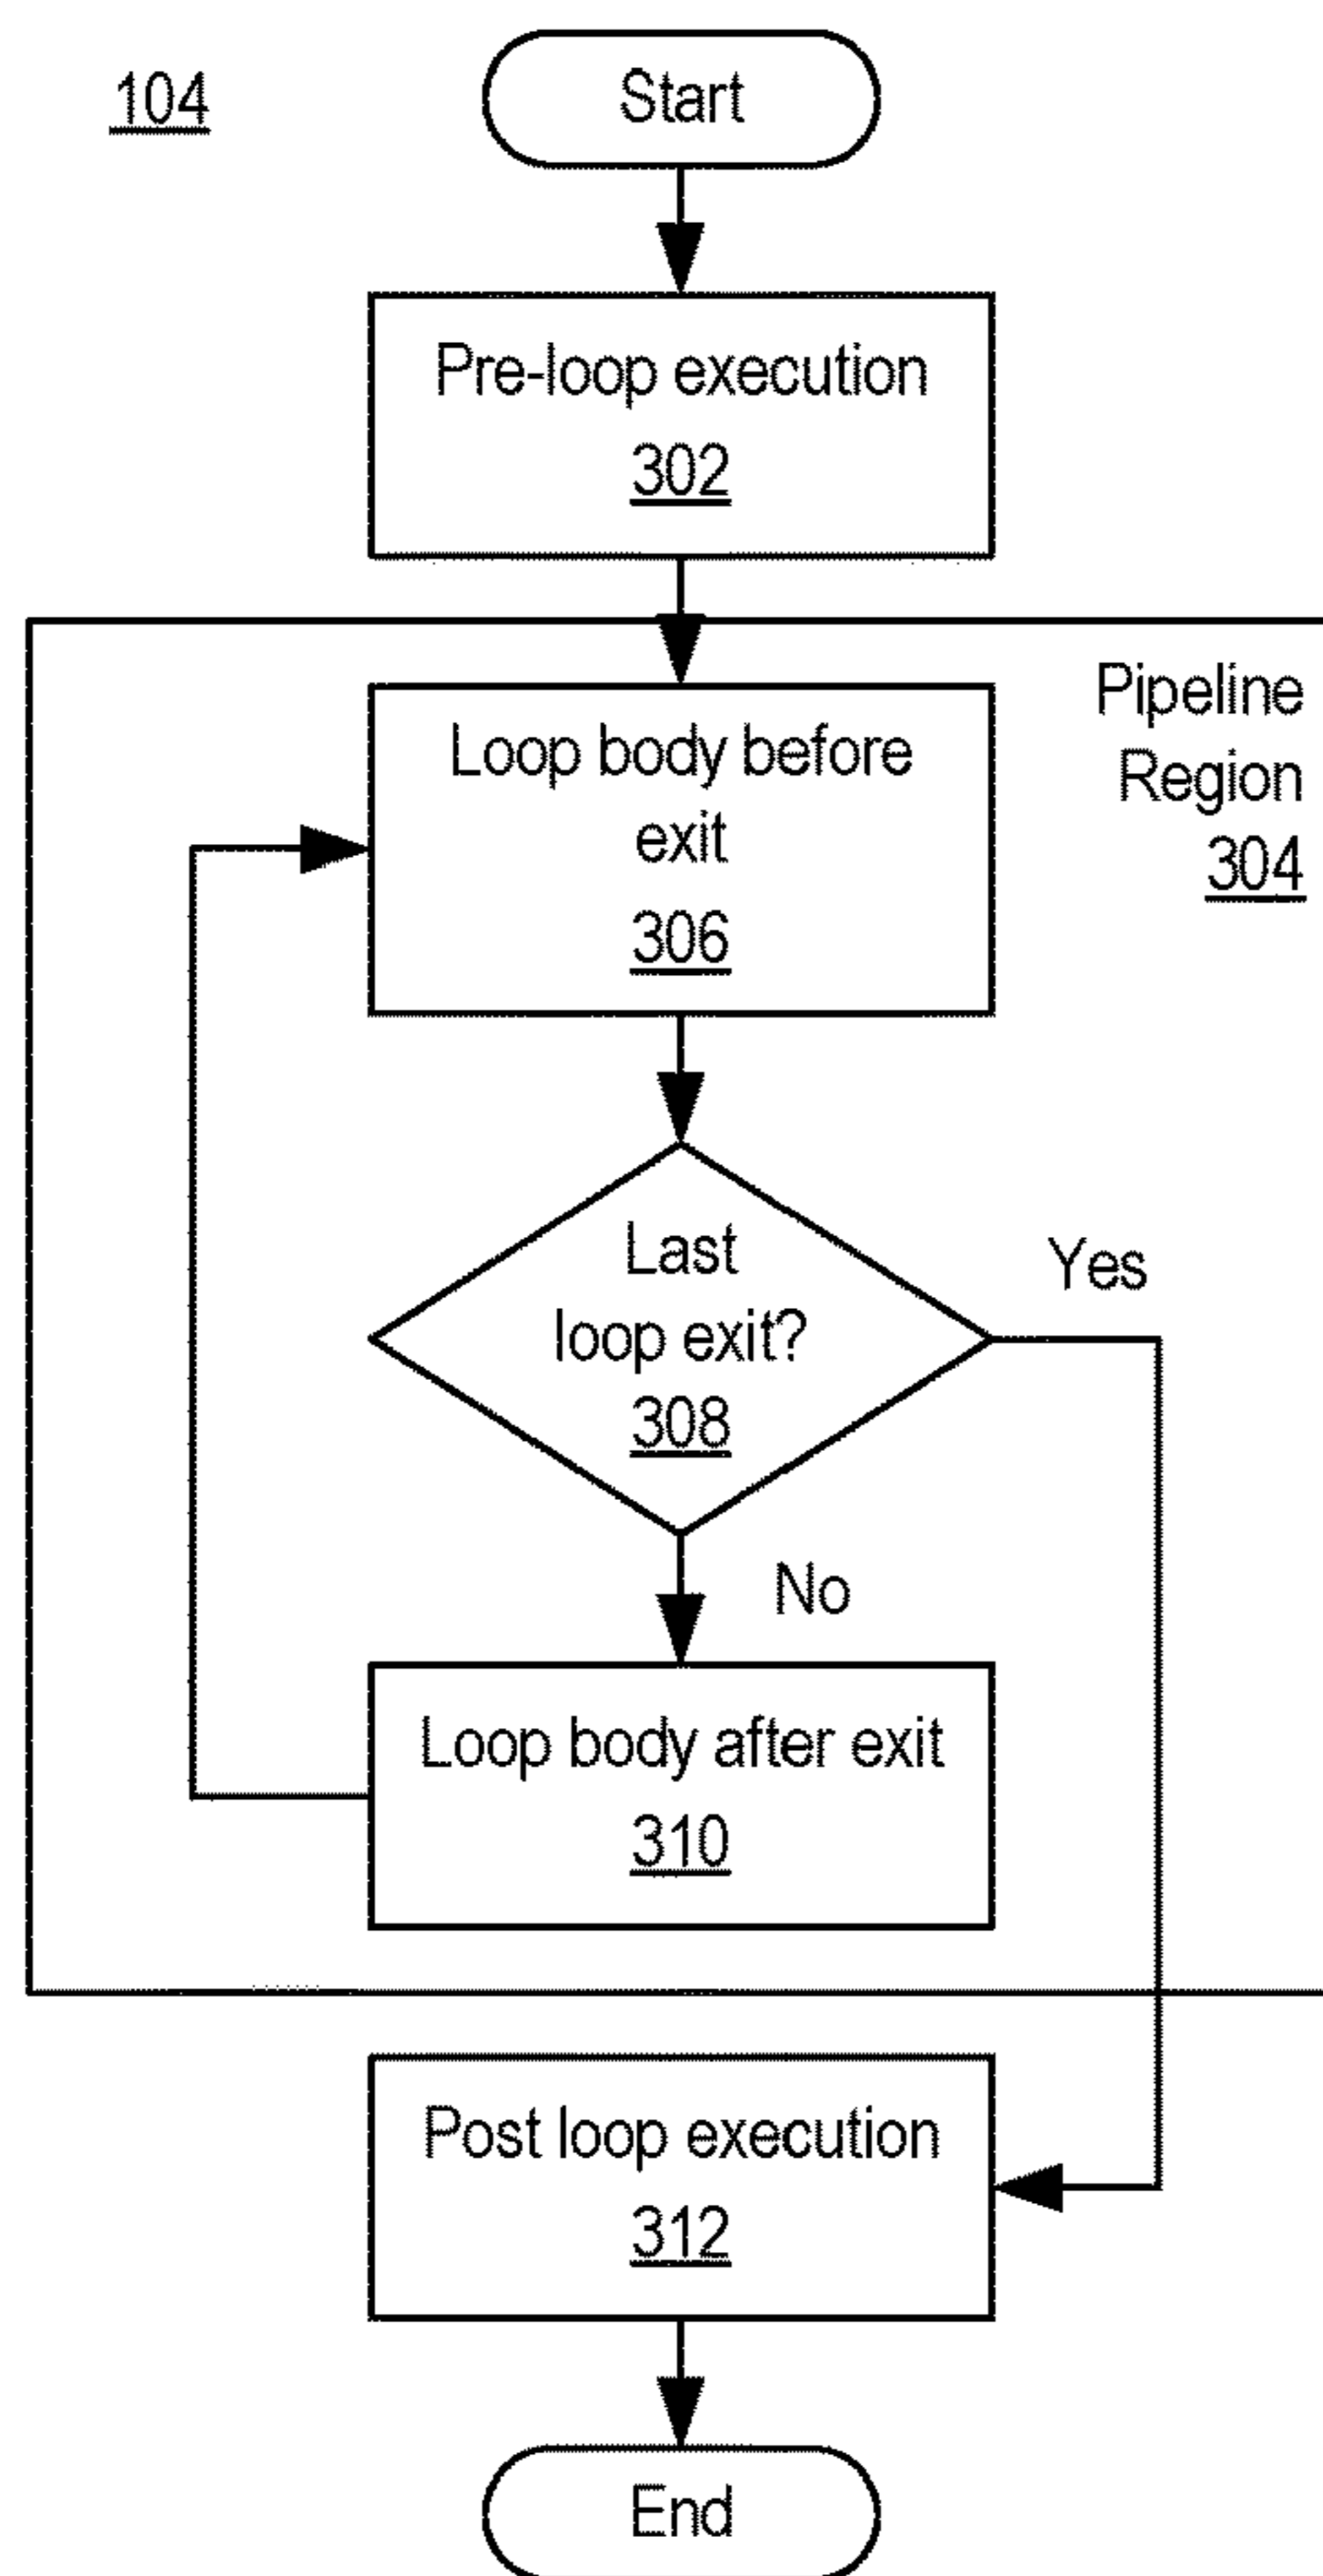 104
Start
Pre-loop execution
302
Pipeline
Region
304
Loop body before
exit
306
Last
loop exit?
308
Yes
No
Loop body after exit
310
Post loop execution
312
End